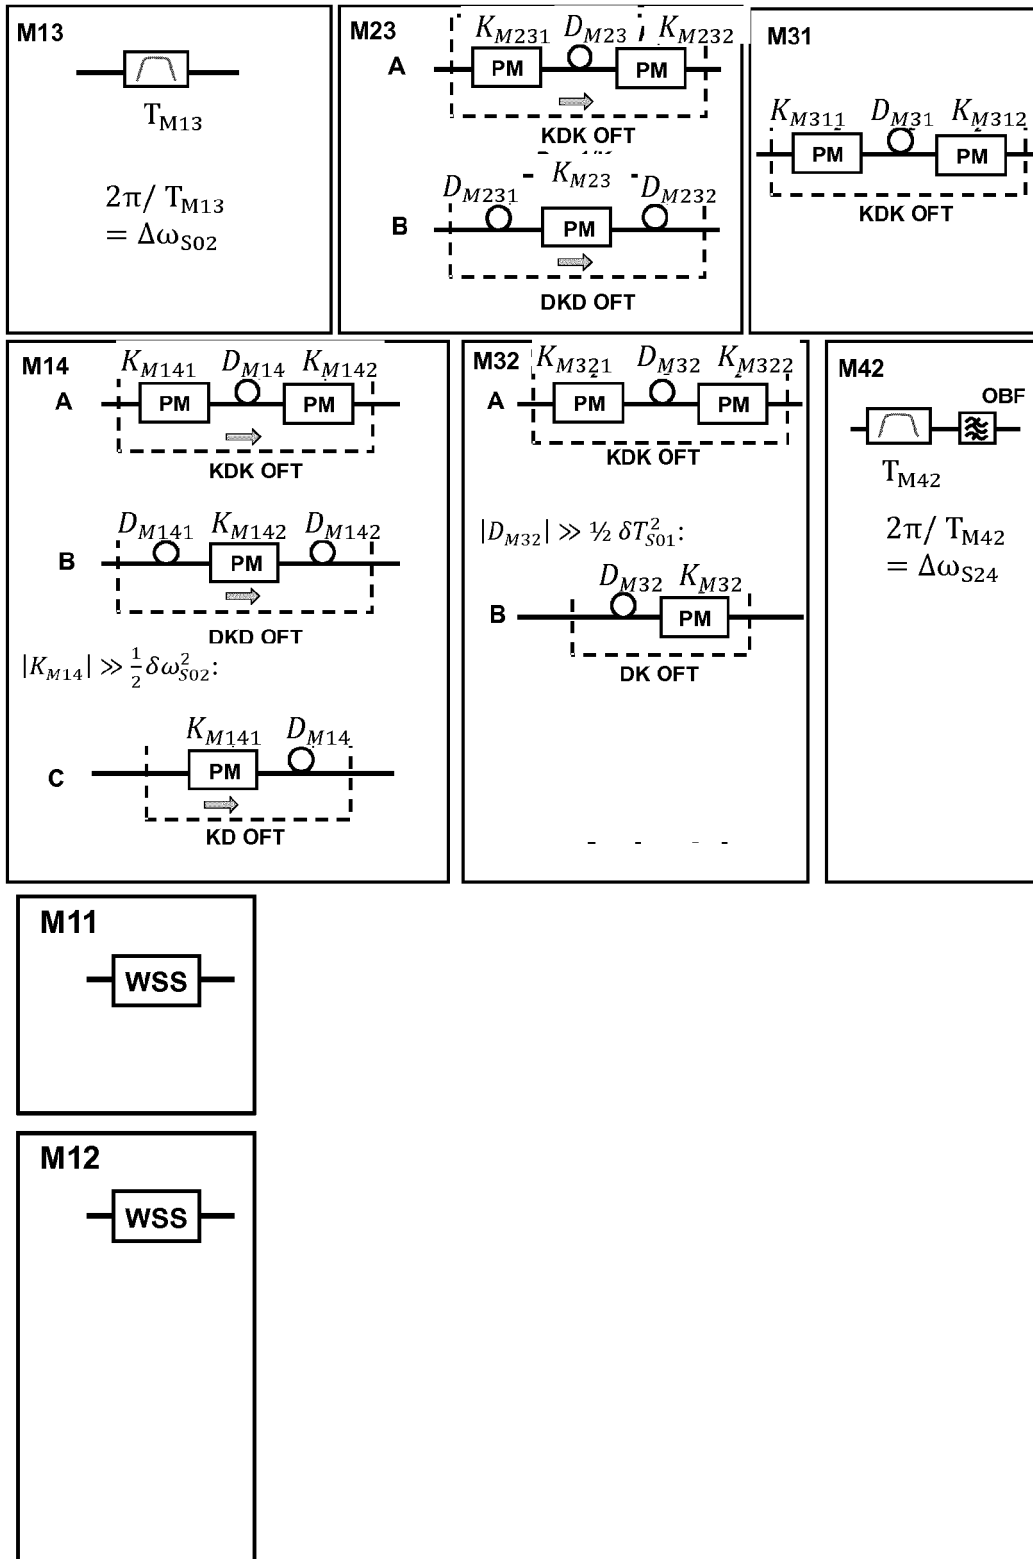 M13
T_M13
2π/ T_M13
= Δω_S02
M23
K_M231 D_M23 K_M232
A
PM PM
KDK OFT
K_M23
D_M231 D_M232
B
PM
DKD OFT
M31
K_M311 D_M31 K_M312
PM PM
KDK OFT
M14
K_M141 D_M14 K_M142
A
PM PM
KDK OFT
D_M141 K_M142 D_M142
B
PM
DKD OFT
|K_M14| ≫ 1/2 δω²_S02:
K_M141 D_M14
C
PM
KD OFT
M32
K_M321 D_M32 K_M322
A
PM PM
KDK OFT
|D_M32| ≫ ½ δT²_S01:
D_M32 K_M32
B
PM
DK OFT
M42
OBF
T_M42
2π/ T_M42
= Δω_S24
M11
WSS
M12
WSS